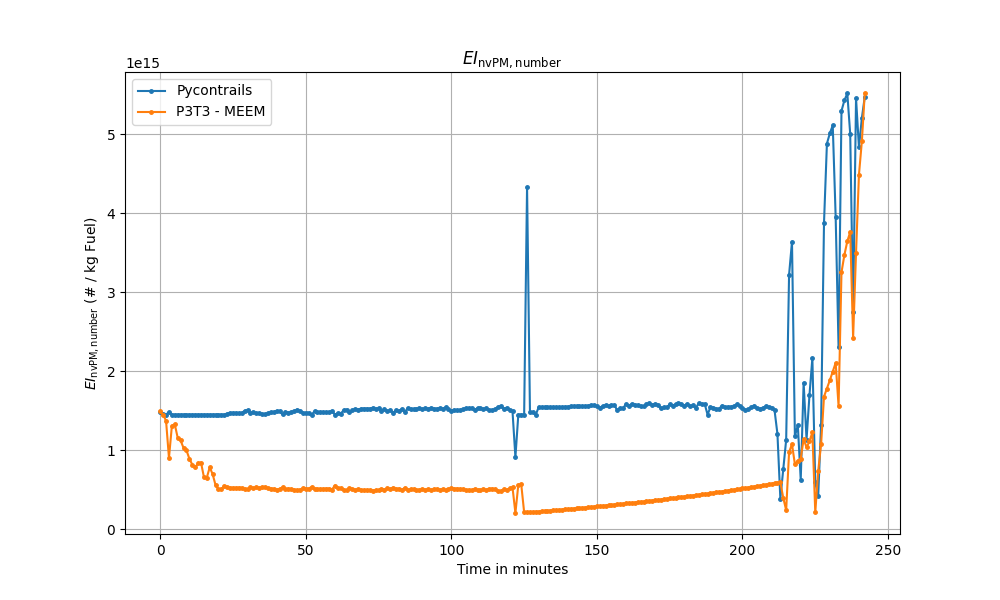 EI_nvPM, number
1e15
Pycontrails
P3T3 - MEEM
EI_nvPM, number (# / kg Fuel)
5
4
3
2
1
0
0 50 100 150 200 250
Time in minutes